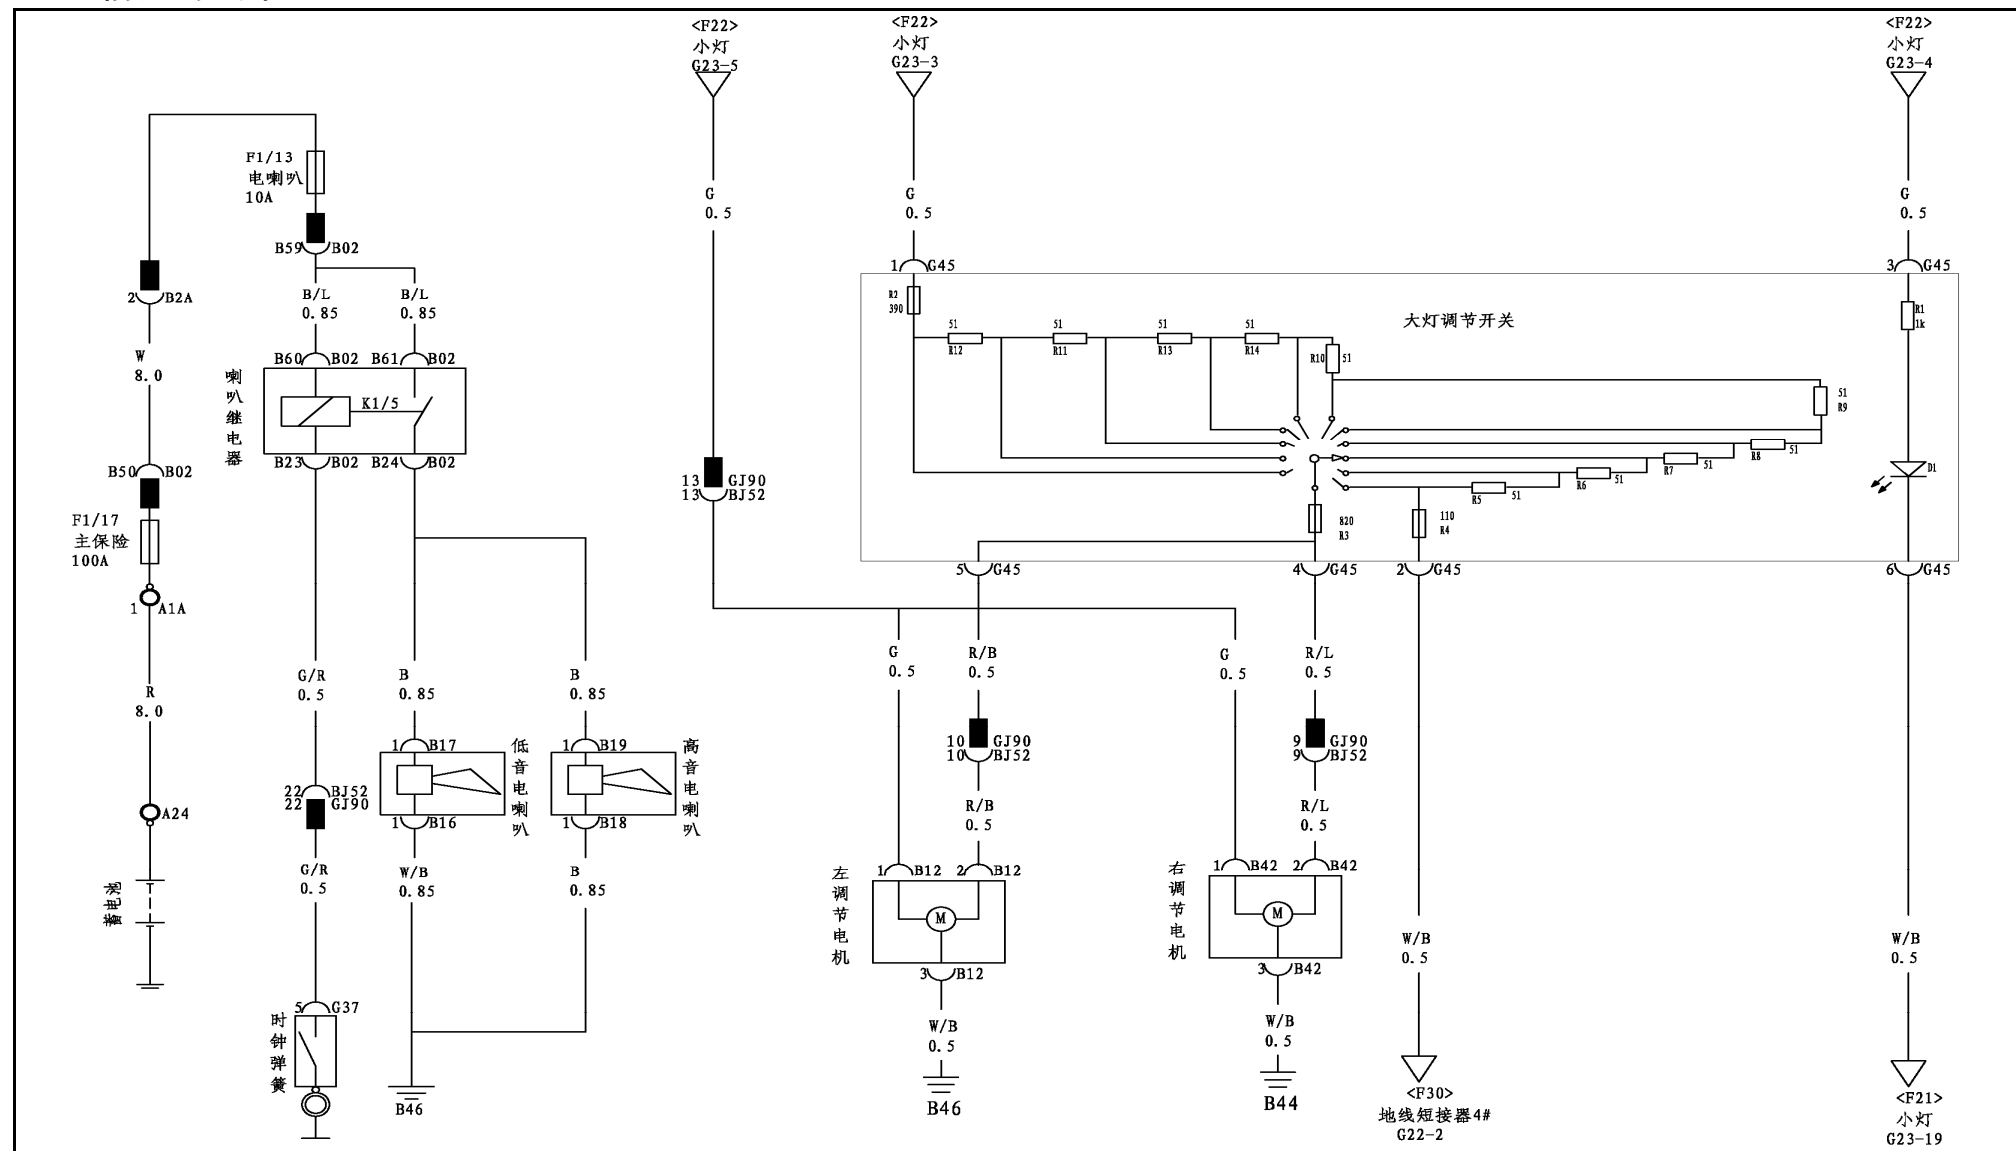 <F22>
小灯
G23-5
<F22>
小灯
G23-3
<F22>
小灯
G23-4
F1/13
电喇叭
10A
B59 B02
G
0.5
G
0.5
G
0.5
2 B2A
B/L
0.85
B/L
0.85
1 G45
3 G45
R2
390
大灯调节开关
R1
1k
W
8.0
B60 B02 B61 B02
喇叭继电器
K1/5
B23 B02 B24 B02
51
R12
51
R11
51
R13
51
R14
R10 51
51
R9
R8 51
R7 51
R6 51
R5 51
D1
B50 B02
F1/17
主保险
100A
1 A1A
13 GJ90
13 BJ52
820
R3
110
R4
5 G45
4 G45
2 G45
6 G45
R
8.0
G/R
0.5
B
0.85
B
0.85
G
0.5
R/B
0.5
G
0.5
R/L
0.5
1 B17
低音电喇叭
1 B19
高音电喇叭
10 GJ90
10 BJ52
9 GJ90
9 BJ52
22 BJ52
22 GJ90
A24
1 B16
1 B18
R/B
0.5
R/L
0.5
G/R
0.5
W/B
0.85
B
0.85
蓄电池
1 B12 2 B12
左调节电机
M
3 B12
1 B42 2 B42
右调节电机
M
3 B42
W/B
0.5
W/B
0.5
5 G37
时钟弹簧
W/B
0.5
W/B
0.5
B46
B46
B44
<F30>
地线短接器4#
G22-2
<F21>
小灯
G23-19